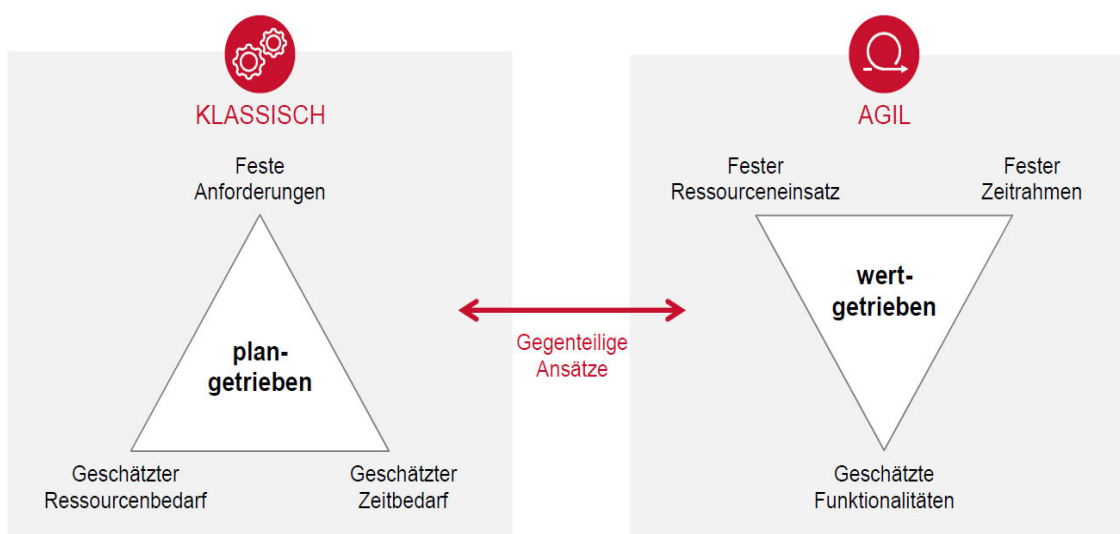 KLASSISCH
Feste
Anforderungen
plan-
getrieben
Geschätzter
Ressourcenbedarf
Geschätzter
Zeitbedarf
Gegenteilige
Ansätze
AGIL
Fester
Ressourceneinsatz
Fester
Zeitrahmen
wert-
getrieben
Geschätzte
Funktionalitäten